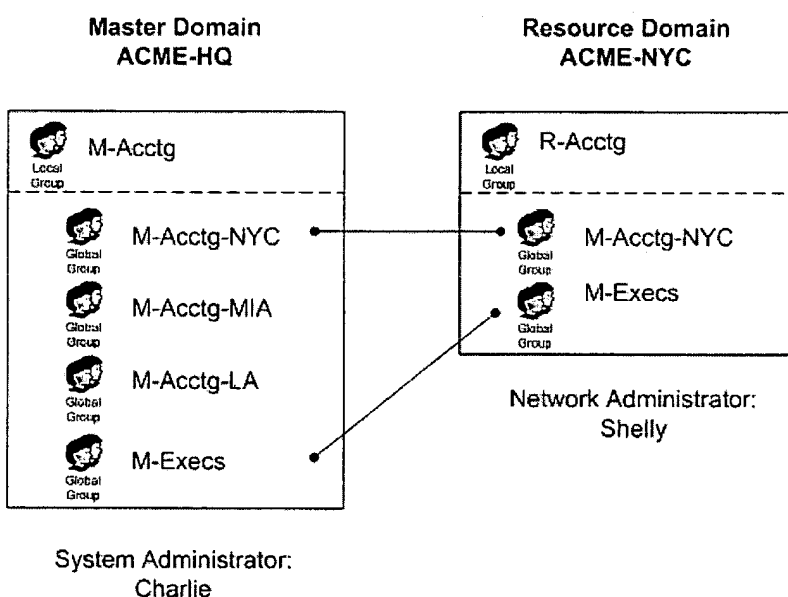 Master Domain
ACME-HQ
Local
Group
M-Acctg
Global
Group
M-Acctg-NYC
Global
Group
M-Acctg-MIA
Global
Group
M-Acctg-LA
Global
Group
M-Execs
System Administrator:
Charlie
Resource Domain
ACME-NYC
Local
Group
R-Acctg
Global
Group
M-Acctg-NYC
Global
Group
M-Execs
Network Administrator:
Shelly